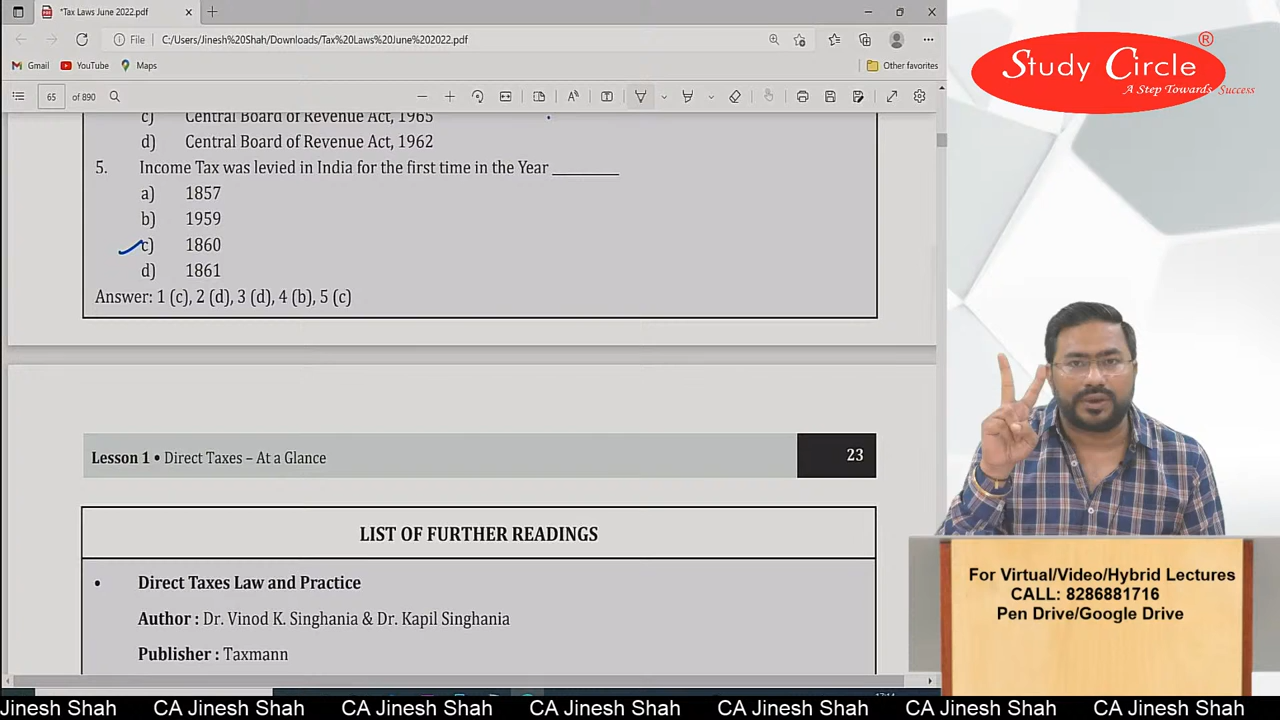 *Tax Laws June 2022.pdf
File C:/Users/Jinesh%20Shah/Downloads/Tax%20Laws%20June%202022.pdf
Gmail YouTube Maps Other favorites
65 of 890
c) Central Board of Revenue Act, 1965
d) Central Board of Revenue Act, 1962
5. Income Tax was levied in India for the first time in the Year _________
a) 1857
b) 1959
c) 1860
d) 1861
Answer: 1 (c), 2 (d), 3 (d), 4 (b), 5 (c)
Lesson 1 • Direct Taxes – At a Glance 23
LIST OF FURTHER READINGS
• Direct Taxes Law and Practice
Author : Dr. Vinod K. Singhania & Dr. Kapil Singhania
Publisher : Taxmann
Study Circle ®
A Step Towards Success
For Virtual/Video/Hybrid Lectures
CALL: 8286881716
Pen Drive/Google Drive
Jinesh Shah CA Jinesh Shah CA Jinesh Shah CA Jinesh Shah CA Jinesh Shah CA Jinesh Shah CA Jinesh Shah